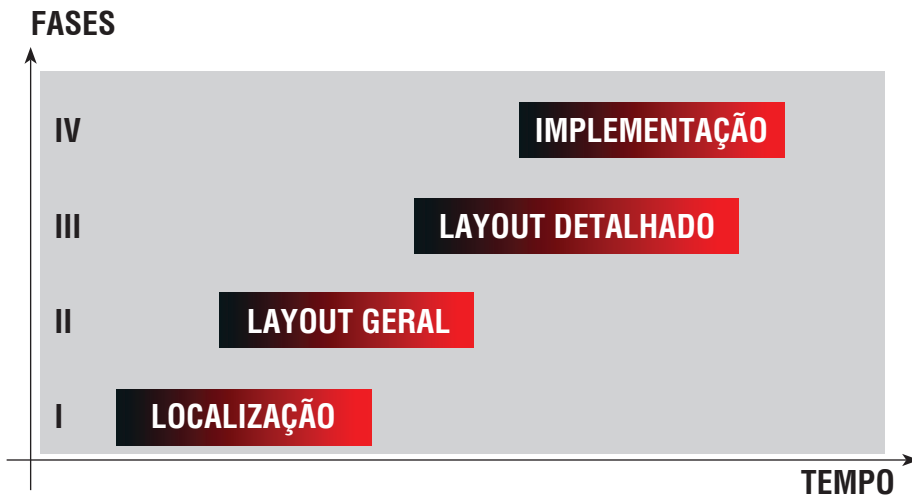 FASES
IV
IMPLEMENTAÇÃO
III
LAYOUT DETALHADO
II
LAYOUT GERAL
I
LOCALIZAÇÃO
TEMPO